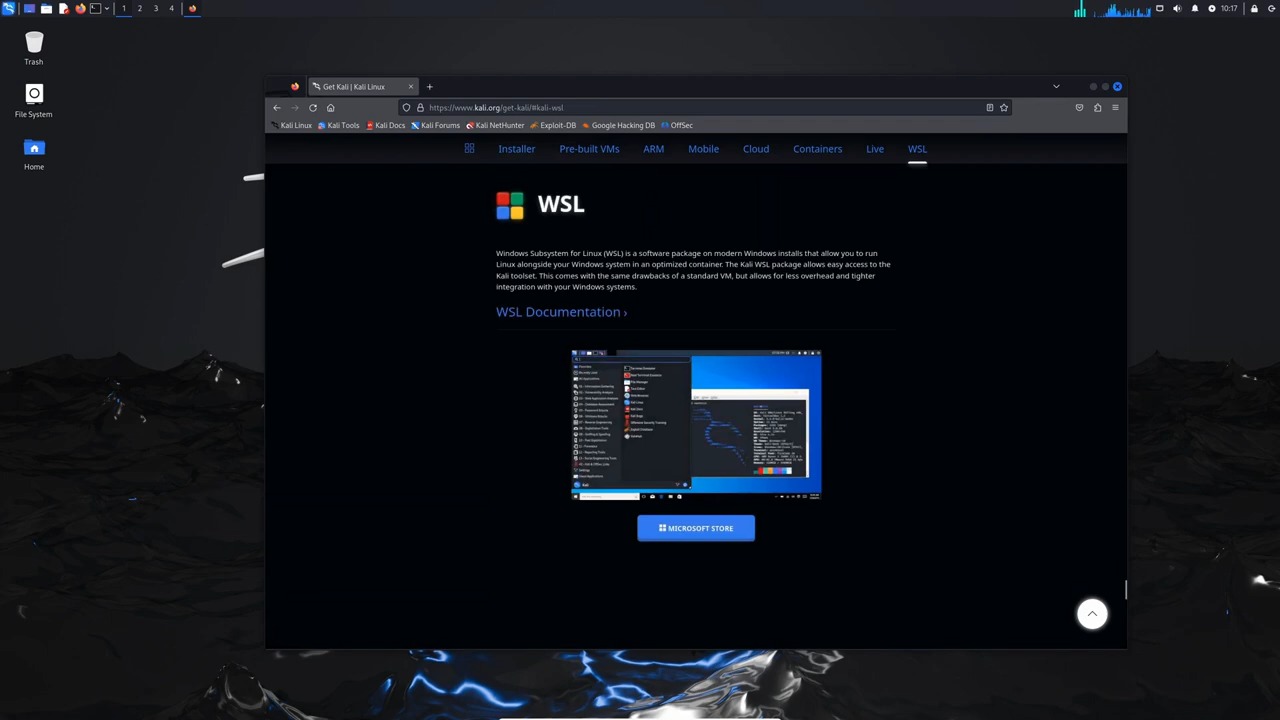 1 2 3 4
10:17
Trash
File System
Home
Get Kali | Kali Linux
https://www.kali.org/get-kali/#kali-wsl
Kali Linux Kali Tools Kali Docs Kali Forums Kali NetHunter Exploit-DB Google Hacking DB OffSec
Installer Pre-built VMs ARM Mobile Cloud Containers Live WSL
WSL
Windows Subsystem for Linux (WSL) is a software package on modern Windows installs that allow you to run
Linux alongside your Windows system in an optimized container. The Kali WSL package allows easy access to the
Kali toolset. This comes with the same drawbacks of a standard VM, but allows for less overhead and tighter
integration with your Windows systems.
WSL Documentation ›
MICROSOFT STORE